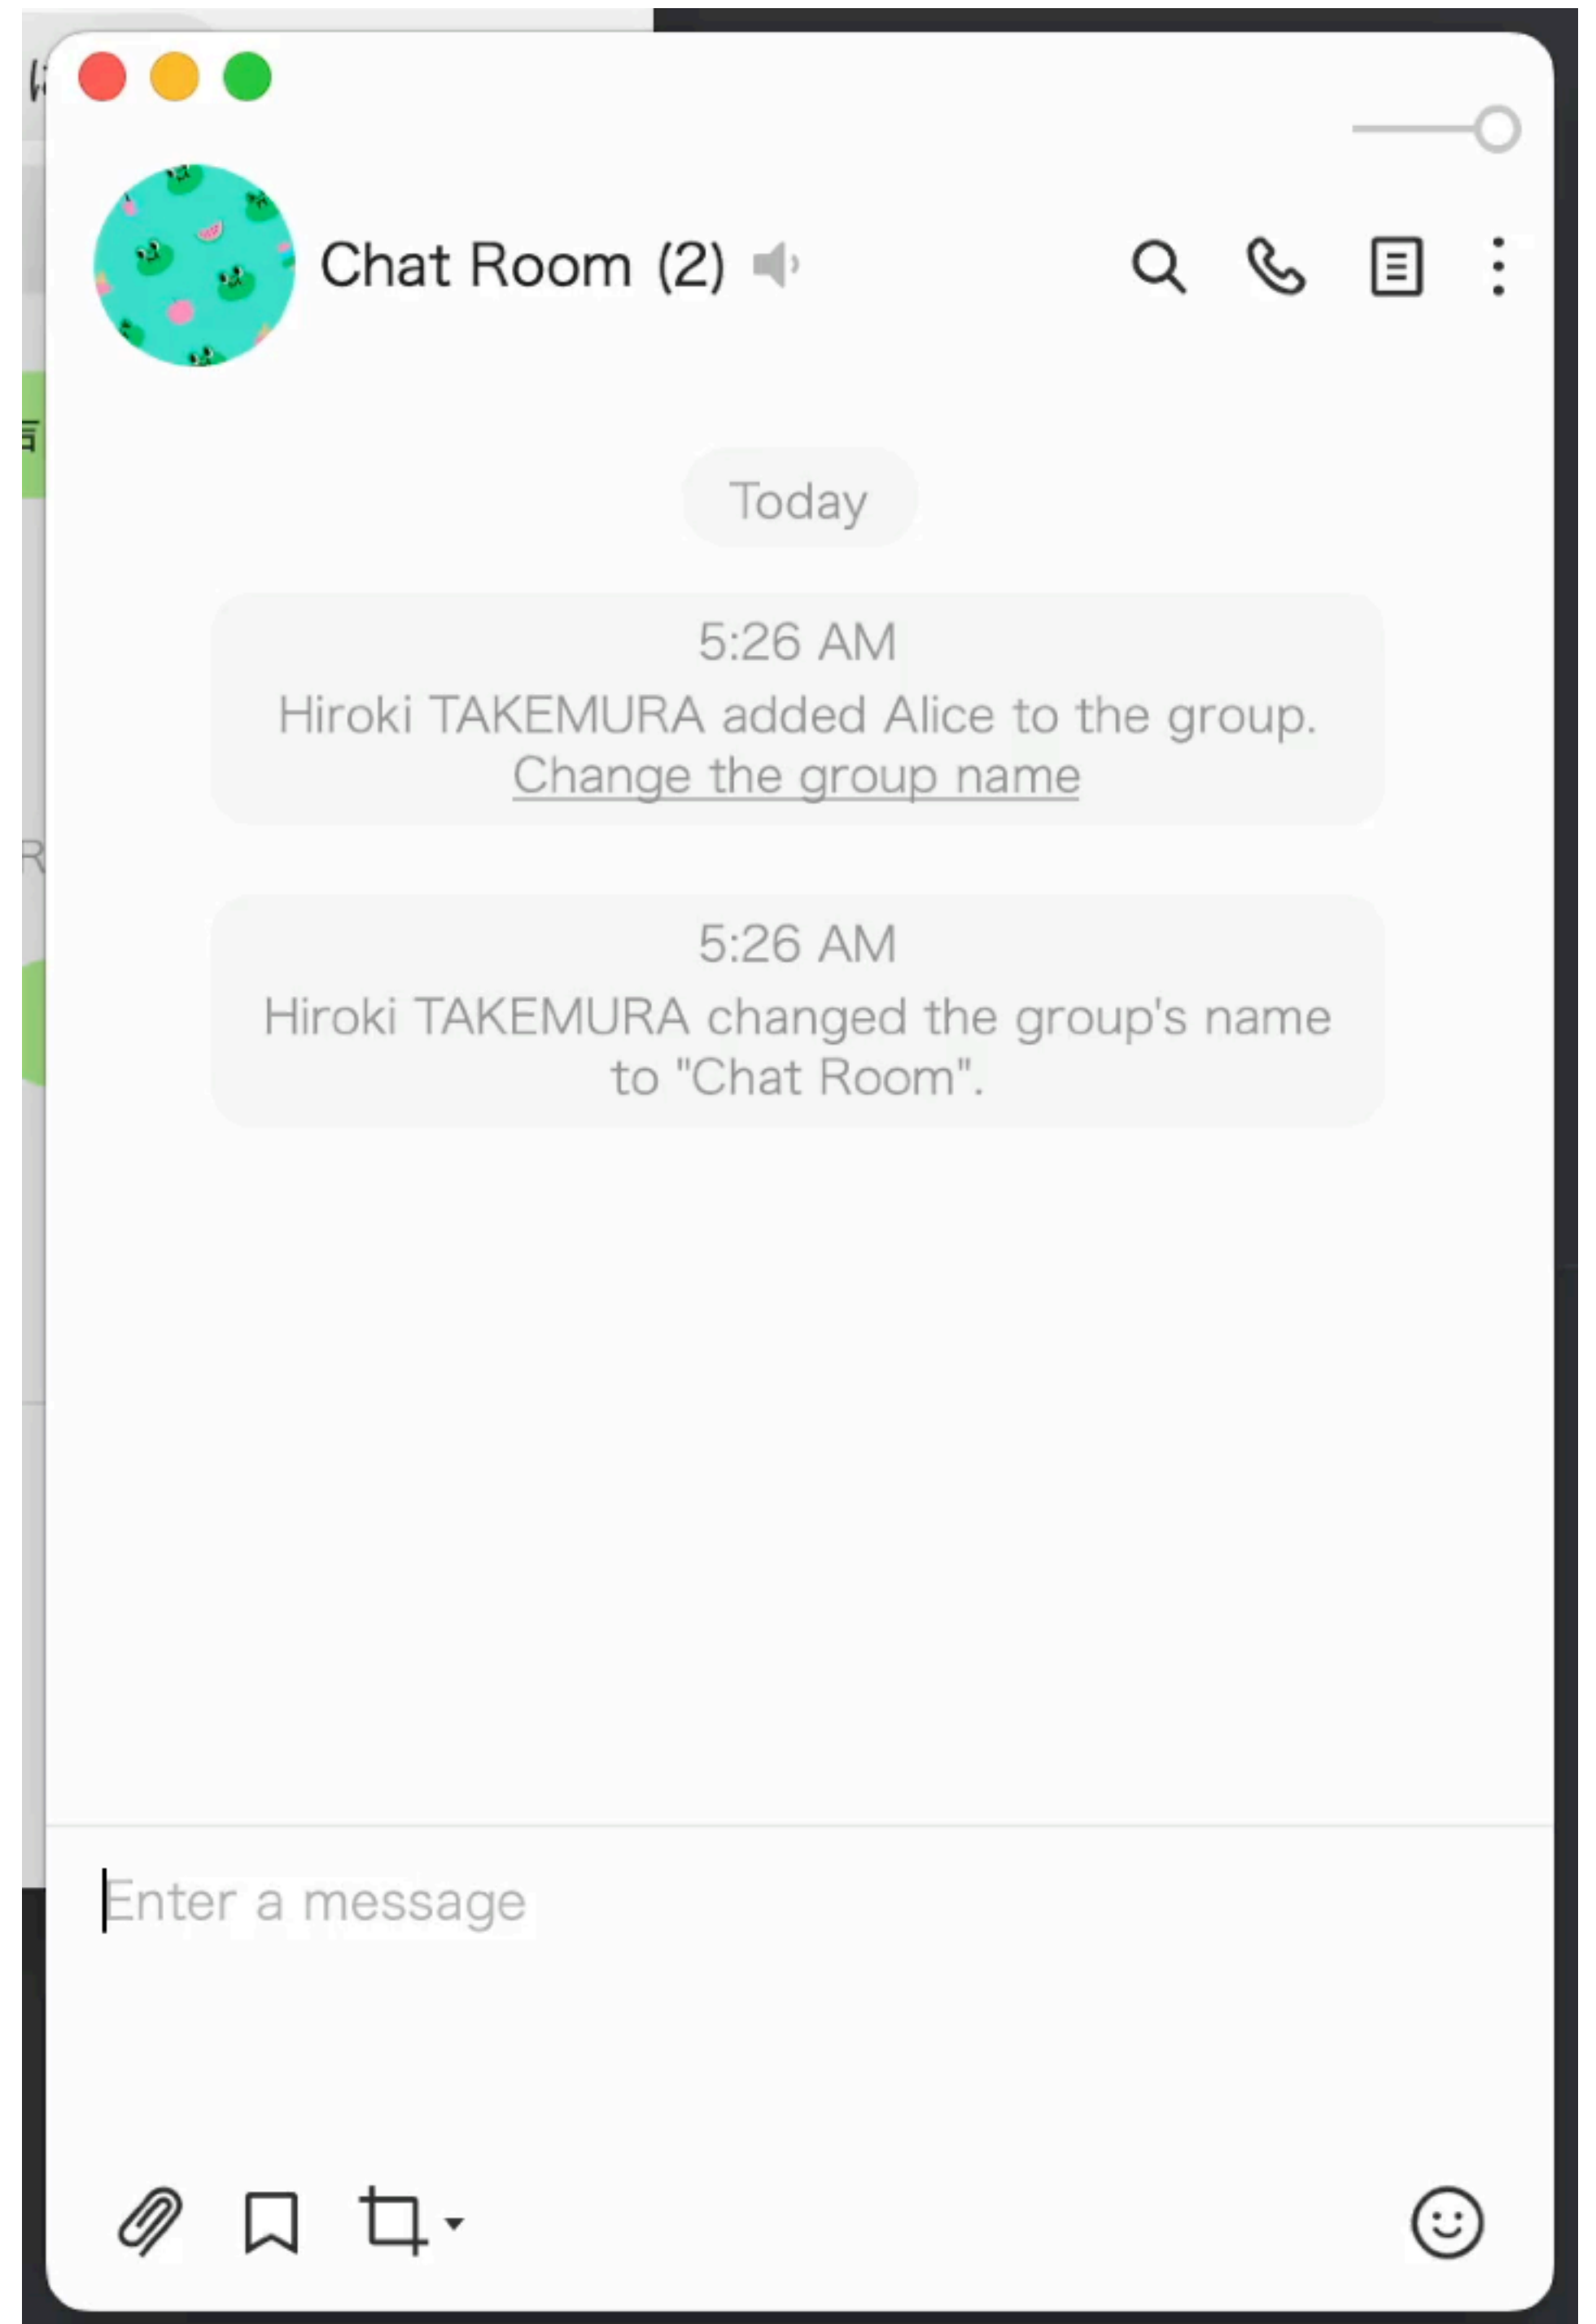 Chat Room (2)
Today
5:26 AM
Hiroki TAKEMURA added Alice to the group.
Change the group name
5:26 AM
Hiroki TAKEMURA changed the group's name
to "Chat Room".
Enter a message